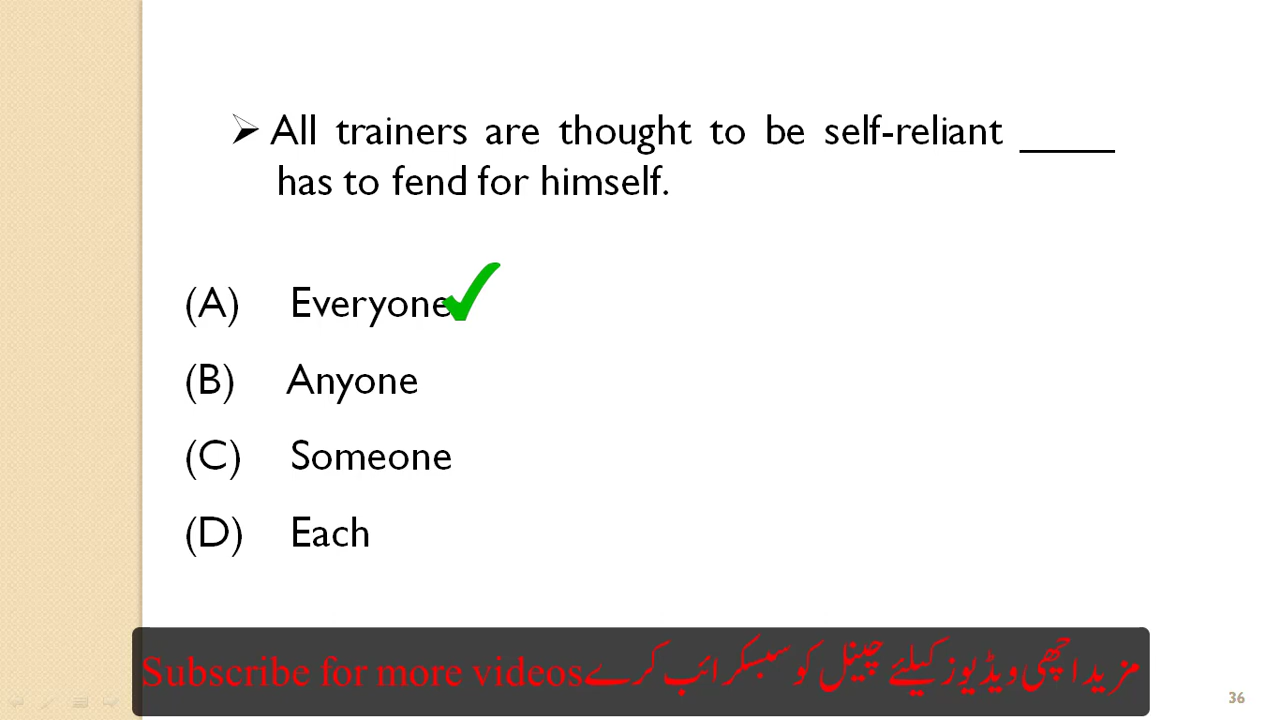 ➢ All trainers are thought to be self-reliant _____
has to fend for himself.
(A) Everyone
(B) Anyone
(C) Someone
(D) Each
Subscribe for more videos مزید اچھی ویڈیوز کیلئے چینل کو سبسکرائب کرے
36